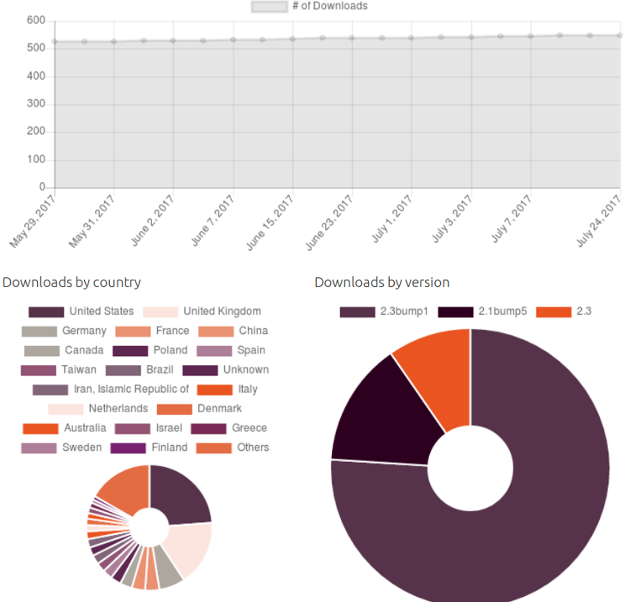 # of Downloads
600
500
400
300
200
100
0
May 29, 2017
May 31, 2017
June 2, 2017
June 7, 2017
June 15, 2017
June 23, 2017
July 1, 2017
July 3, 2017
July 7, 2017
July 24, 2017
Downloads by country
United States United Kingdom
Germany France China
Canada Poland Spain
Taiwan Brazil Unknown
Iran, Islamic Republic of Italy
Netherlands Denmark
Australia Israel Greece
Sweden Finland Others
Downloads by version
2.3bump1 2.1bump5 2.3